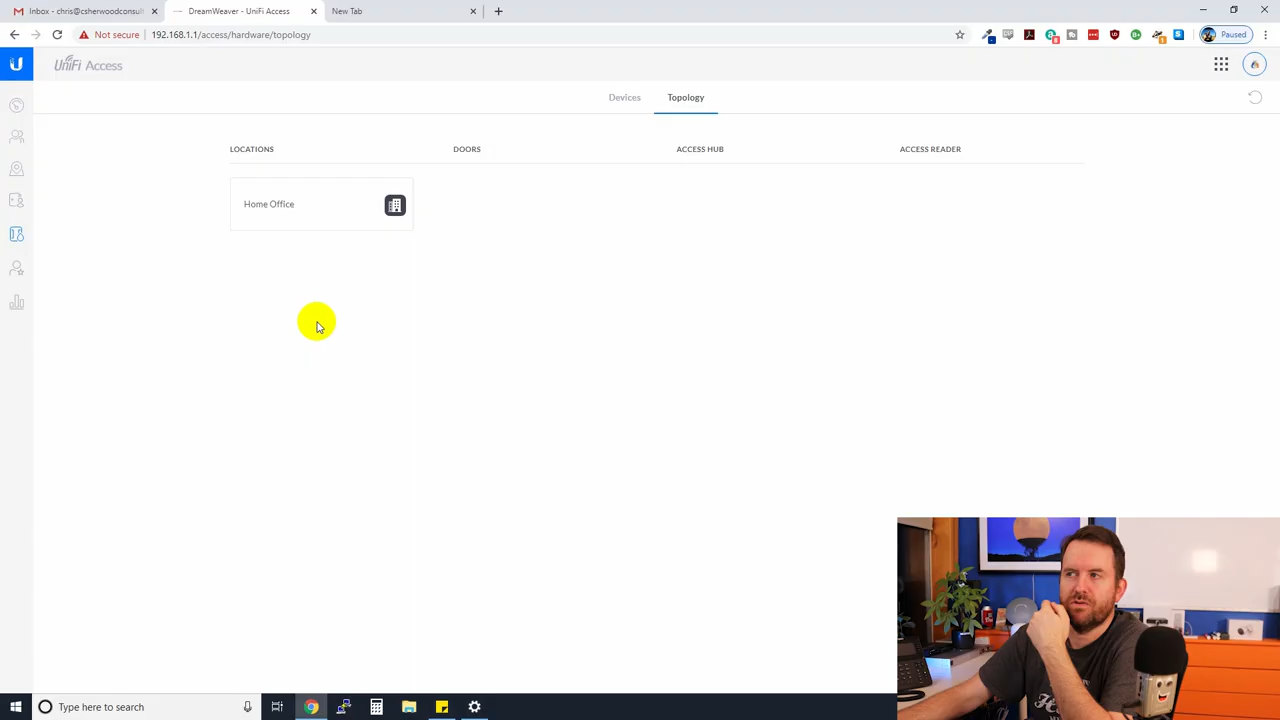 Inbox - chris@csherwoodconsult
DreamWeaver - UniFi Access
New Tab
Not secure
192.168.1.1/access/hardware/topology
Paused
UniFi Access
Devices
Topology
LOCATIONS
DOORS
ACCESS HUB
ACCESS READER
Home Office
Type here to search